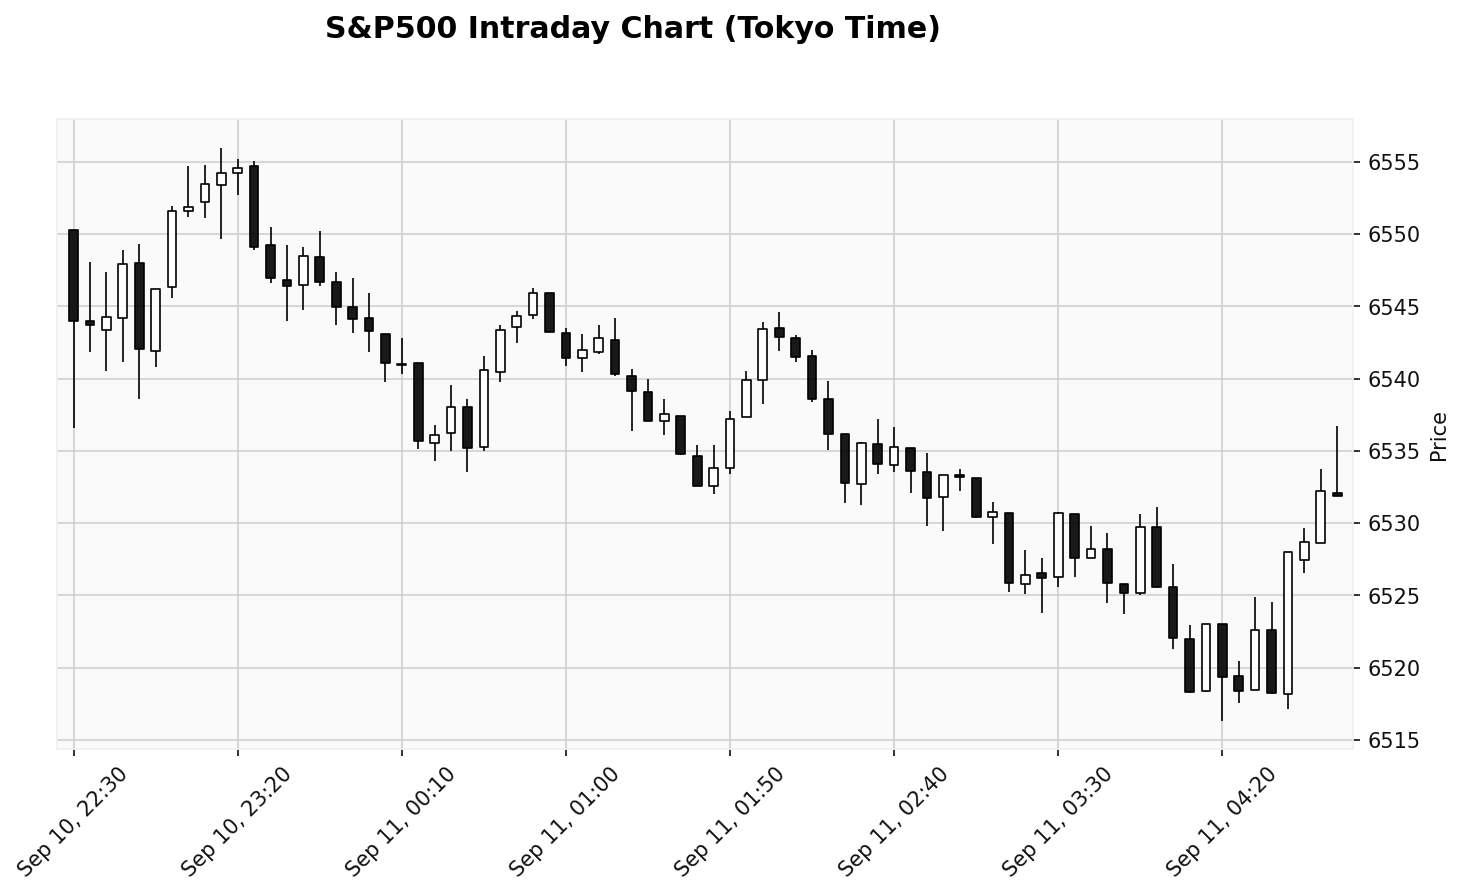 S&P500 Intraday Chart (Tokyo Time)
6555
6550
6545
6540
6535
6530
6525
6520
6515
Price
Sep 10, 22:30
Sep 10, 23:20
Sep 11, 00:10
Sep 11, 01:00
Sep 11, 01:50
Sep 11, 02:40
Sep 11, 03:30
Sep 11, 04:20